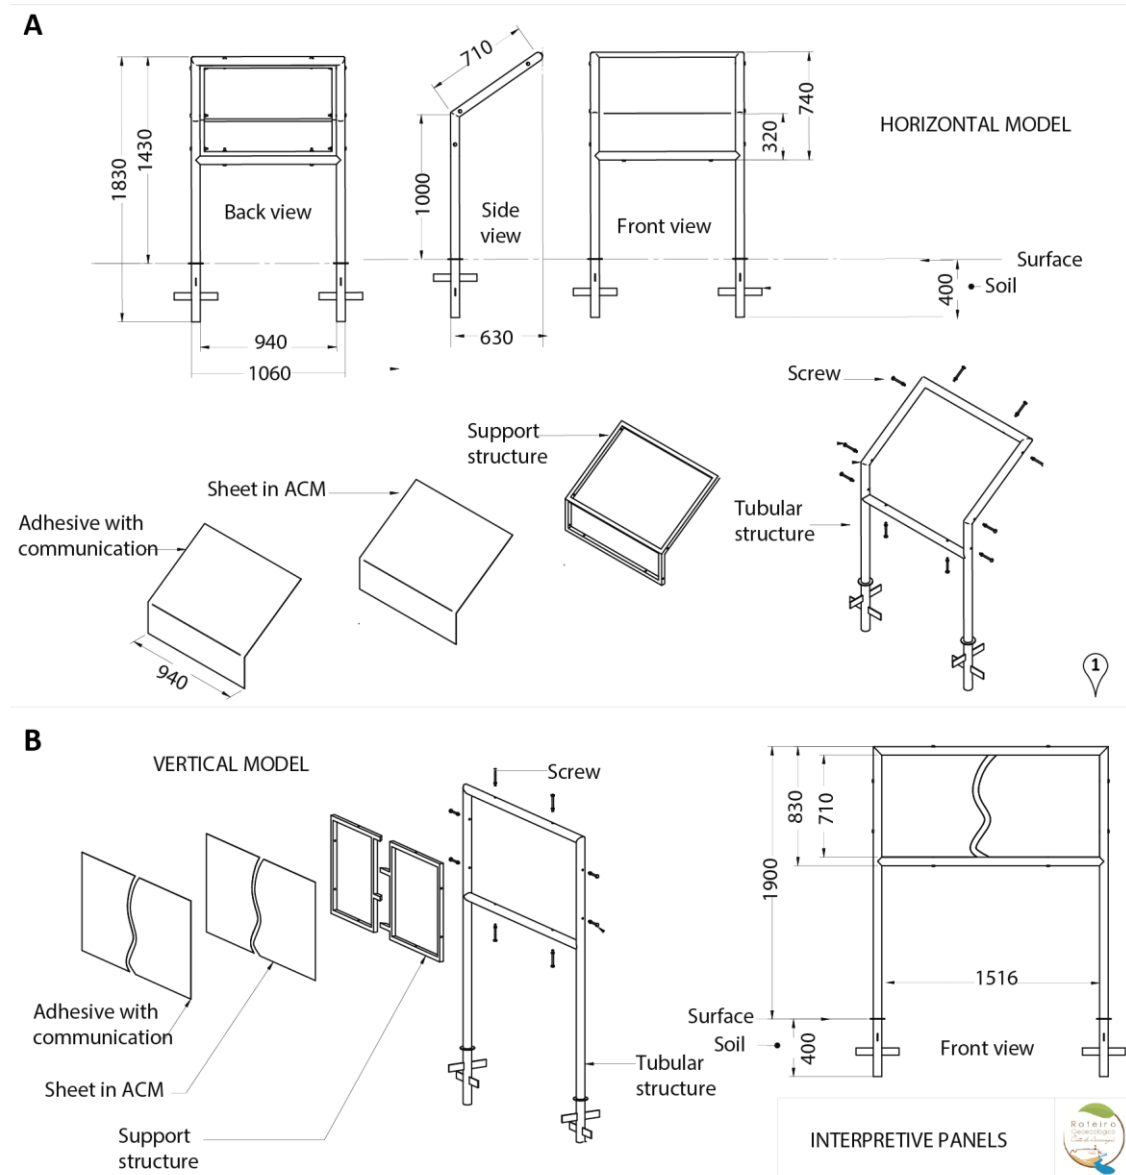 A
710
740
HORIZONTAL MODEL
320
1430
1830
1000
Back view
Side
view
Front view
Surface
400
Soil
940
630
1060
Screw
Support
structure
Sheet in ACM
Tubular
structure
Adhesive with
communication
940
1
B
VERTICAL MODEL
Screw
830
710
1900
1516
Adhesive with
communication
Surface
Soil
400
Front view
Sheet in ACM
Tubular
structure
Support
structure
INTERPRETIVE PANELS
Roteiro
Geoecológico